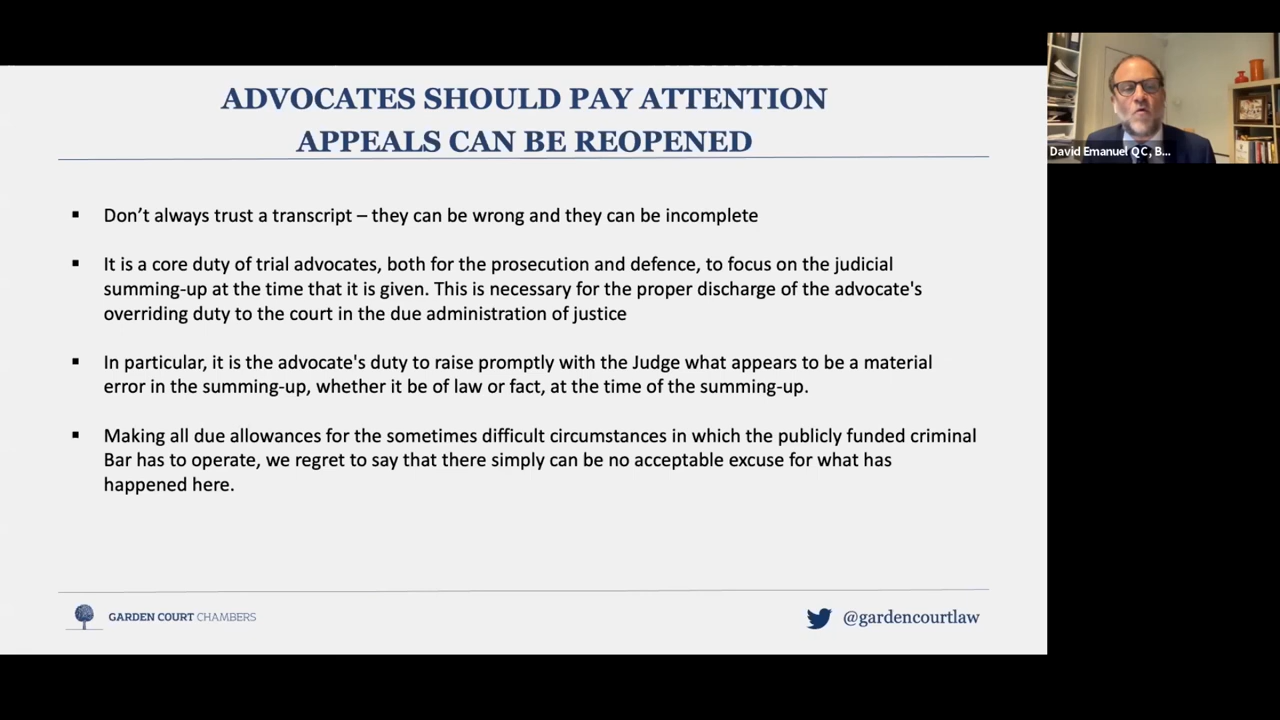 ADVOCATES SHOULD PAY ATTENTION
APPEALS CAN BE REOPENED
▪ Don’t always trust a transcript – they can be wrong and they can be incomplete
▪ It is a core duty of trial advocates, both for the prosecution and defence, to focus on the judicial
summing-up at the time that it is given. This is necessary for the proper discharge of the advocate's
overriding duty to the court in the due administration of justice
▪ In particular, it is the advocate's duty to raise promptly with the Judge what appears to be a material
error in the summing-up, whether it be of law or fact, at the time of the summing-up.
▪ Making all due allowances for the sometimes difficult circumstances in which the publicly funded criminal
Bar has to operate, we regret to say that there simply can be no acceptable excuse for what has
happened here.
GARDEN COURT CHAMBERS
@gardencourtlaw
David Emanuel QC, B...